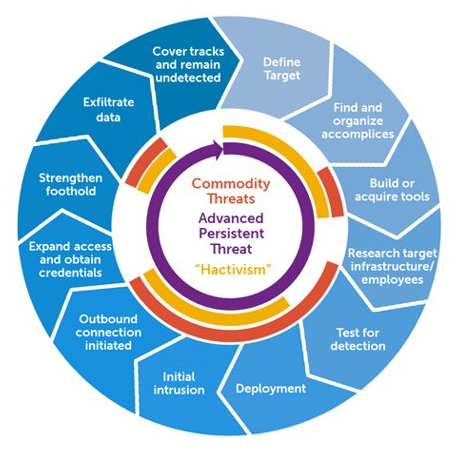 Define
Target
Find and
organize
accomplices
Build or
acquire tools
Research target
infrastructure/
employees
Test for
detection
Deployment
Initial
intrusion
Outbound
connection
initiated
Expand access
and obtain
credentials
Strengthen
foothold
Exfiltrate
data
Cover tracks
and remain
undetected
Commodity
Threats
Advanced
Persistent
Threat
"Hactivism"